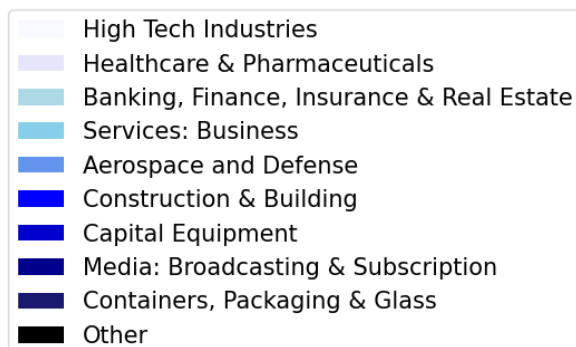 High Tech Industries
Healthcare & Pharmaceuticals
Banking, Finance, Insurance & Real Estate
Services: Business
Aerospace and Defense
Construction & Building
Capital Equipment
Media: Broadcasting & Subscription
Containers, Packaging & Glass
Other